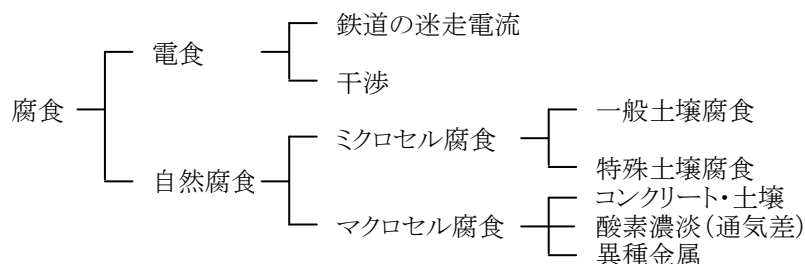 腐食
電食
鉄道の迷走電流
干渉
自然腐食
ミクロセル腐食
一般土壌腐食
特殊土壌腐食
マクロセル腐食
コンクリート・土壌
酸素濃淡(通気差)
異種金属